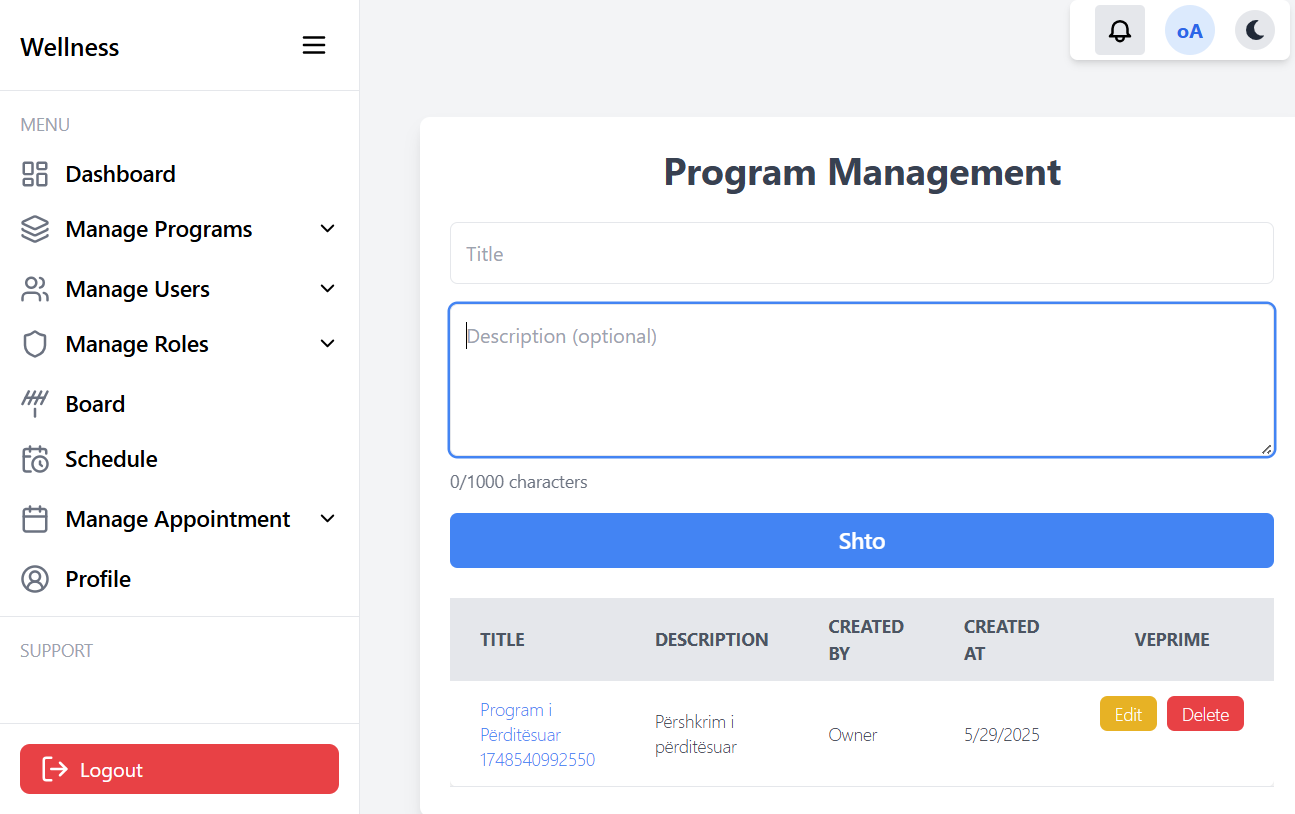 Wellness
oA
MENU
Dashboard
Manage Programs
Manage Users
Manage Roles
Board
Schedule
Manage Appointment
Profile
SUPPORT
Logout
Program Management
Title
Description (optional)
0/1000 characters
Shto
TITLE
DESCRIPTION
CREATED
BY
CREATED
AT
VEPRIME
Program i
Përditësuar
1748540992550
Përshkrim i
përditësuar
Owner
5/29/2025
Edit
Delete